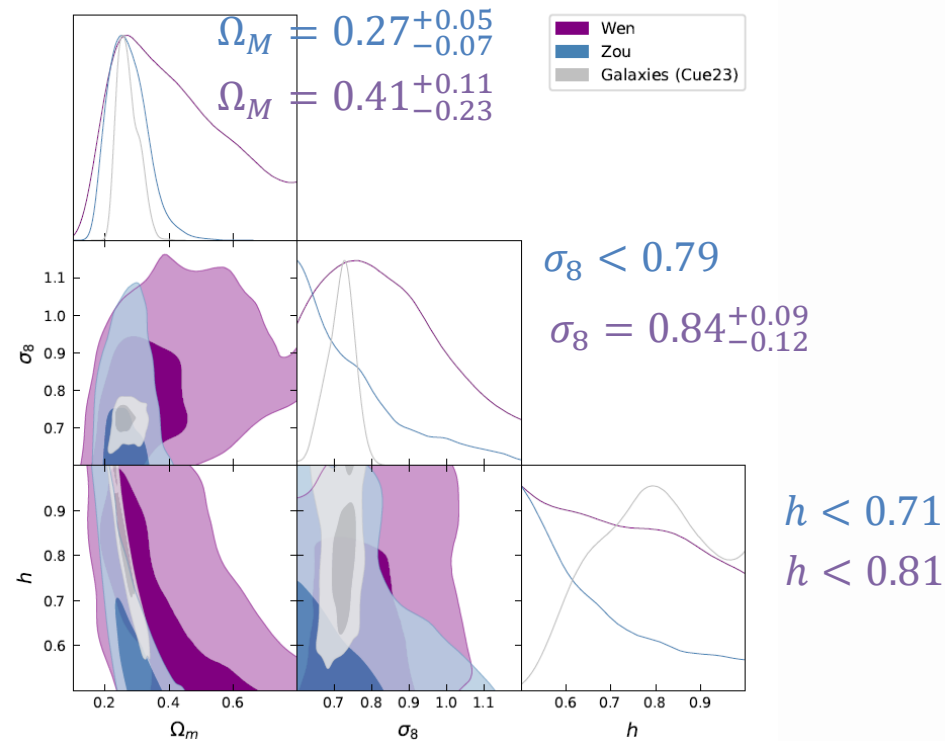 Ω_M = 0.27^{+0.05}_{-0.07}
Ω_M = 0.41^{+0.11}_{-0.23}
Wen
Zou
Galaxies (Cue23)
σ_8 < 0.79
σ_8 = 0.84^{+0.09}_{-0.12}
1.1
1.0
0.9
0.8
0.7
σ_8
h < 0.71
h < 0.81
0.9
0.8
0.7
0.6
h
0.2 0.4 0.6
0.7 0.8 0.9 1.0 1.1
0.6 0.7 0.8 0.9
Ω_m
σ_8
h